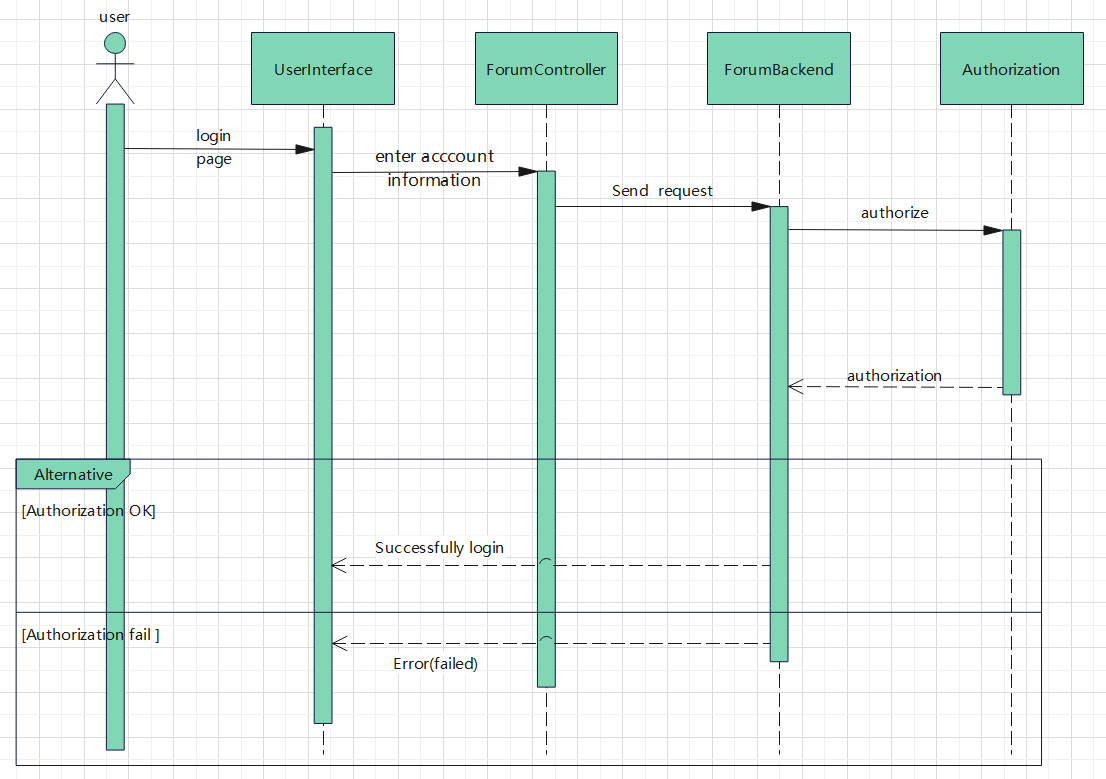 user
UserInterface
ForumController
ForumBackend
Authorization
login
page
enter acccount
information
Send request
authorize
authorization
Alternative
[Authorization OK]
Successfully login
[Authorization fail ]
Error(failed)